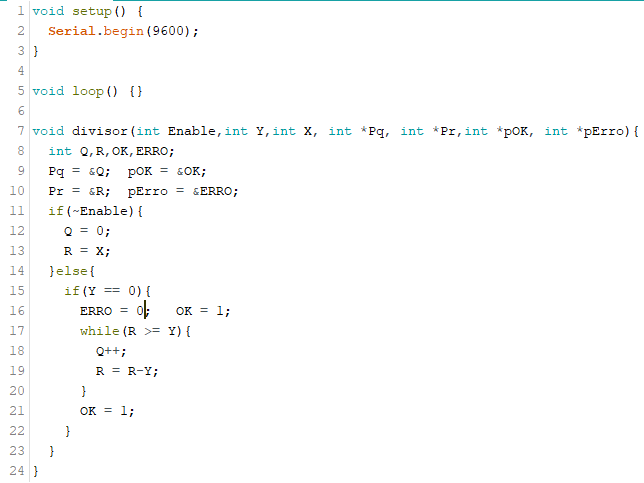 1 void setup() {
2   Serial.begin(9600);
3 }
4
5 void loop() {}
6
7 void divisor(int Enable,int Y,int X, int *Pq, int *Pr,int *pOK, int *pErro){
8   int Q,R,OK,ERRO;
9   Pq = &Q;  pOK = &OK;
10   Pr = &R;  pErro = &ERRO;
11   if(~Enable){
12     Q = 0;
13     R = X;
14   }else{
15     if(Y == 0){
16       ERRO = 0;   OK = 1;
17       while(R >= Y){
18         Q++;
19         R = R-Y;
20       }
21       OK = 1;
22     }
23   }
24 }